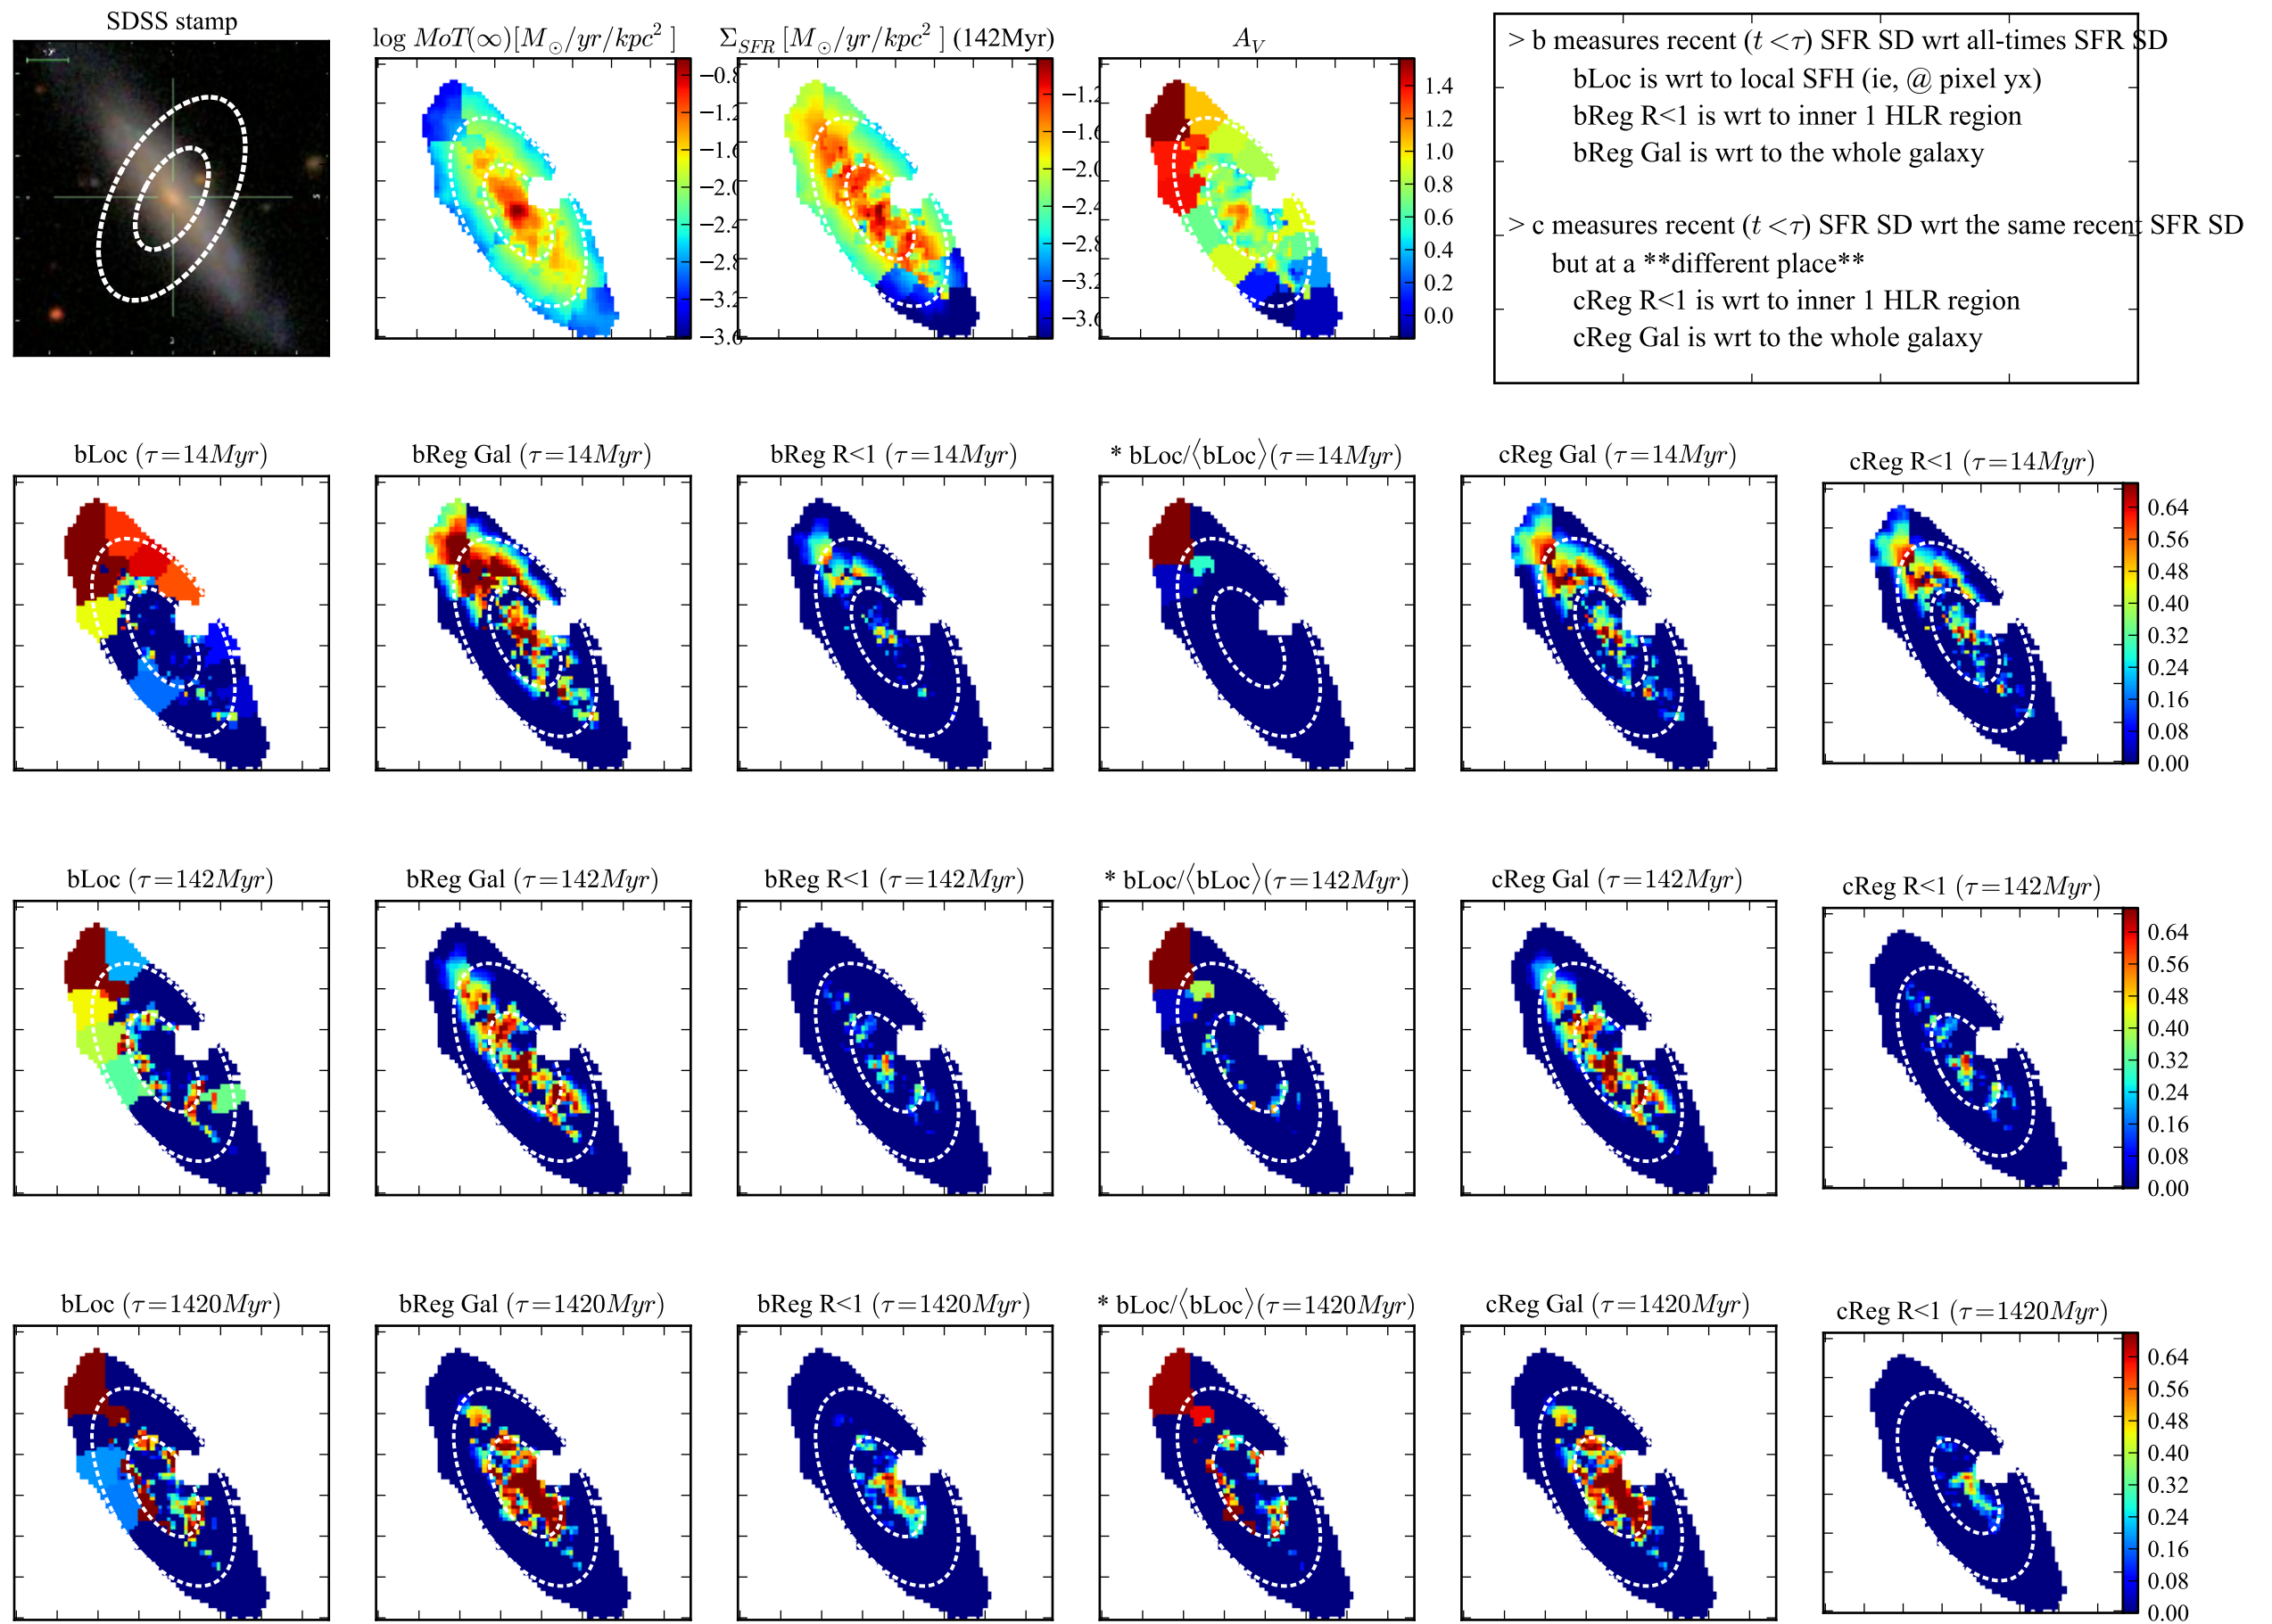 SDSS stamp
log MoT(∞)[M⊙/yr/kpc² ]
Σ_SFR [M⊙/yr/kpc² ] (142Myr)
A_V
−0.8
−1.2
−1.6
−2.0
−2.4
−2.8
−3.2
−3.6
−1.2
−1.6
−2.0
−2.4
−2.8
−3.2
−3.6
1.4
1.2
1.0
0.8
0.6
0.4
0.2
0.0
> b measures recent (t <τ) SFR SD wrt all-times SFR SD
bLoc is wrt to local SFH (ie, @ pixel yx)
bReg R<1 is wrt to inner 1 HLR region
bReg Gal is wrt to the whole galaxy
> c measures recent (t <τ) SFR SD wrt the same recent SFR SD
but at a **different place**
cReg R<1 is wrt to inner 1 HLR region
cReg Gal is wrt to the whole galaxy
bLoc (τ=14Myr)
bReg Gal (τ=14Myr)
bReg R<1 (τ=14Myr)
* bLoc/⟨bLoc⟩(τ=14Myr)
cReg Gal (τ=14Myr)
cReg R<1 (τ=14Myr)
0.64
0.56
0.48
0.40
0.32
0.24
0.16
0.08
0.00
bLoc (τ=142Myr)
bReg Gal (τ=142Myr)
bReg R<1 (τ=142Myr)
* bLoc/⟨bLoc⟩(τ=142Myr)
cReg Gal (τ=142Myr)
cReg R<1 (τ=142Myr)
0.64
0.56
0.48
0.40
0.32
0.24
0.16
0.08
0.00
bLoc (τ=1420Myr)
bReg Gal (τ=1420Myr)
bReg R<1 (τ=1420Myr)
* bLoc/⟨bLoc⟩(τ=1420Myr)
cReg Gal (τ=1420Myr)
cReg R<1 (τ=1420Myr)
0.64
0.56
0.48
0.40
0.32
0.24
0.16
0.08
0.00